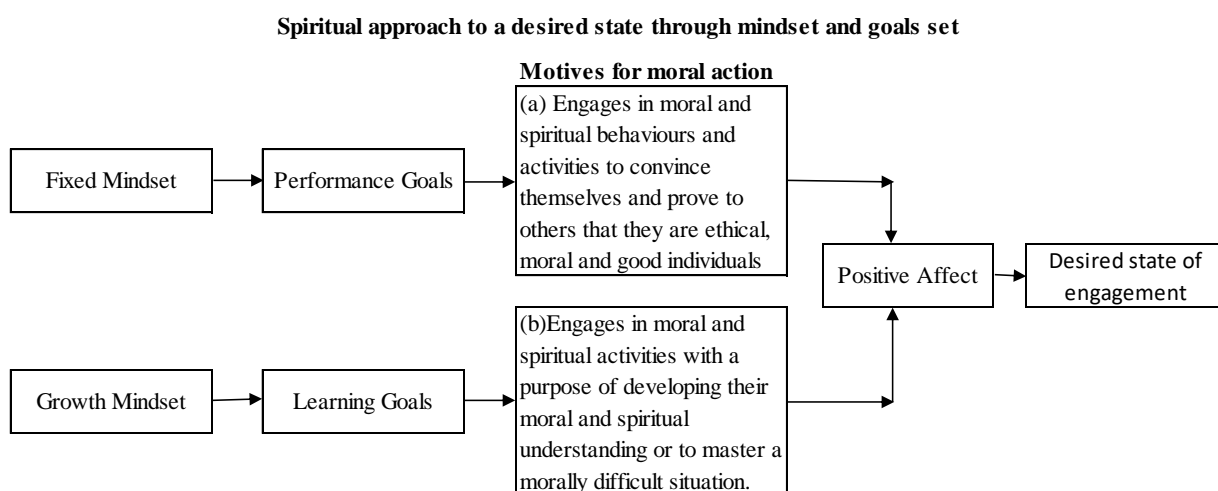 Spiritual approach to a desired state through mindset and goals set
Motives for moral action
Fixed Mindset
Performance Goals
(a) Engages in moral and
spiritual behaviours and
activities to convince
themselves and prove to
others that they are ethical,
moral and good individuals
Positive Affect
Desired state of
engagement
Growth Mindset
Learning Goals
(b)Engages in moral and
spiritual activities with a
purpose of developing their
moral and spiritual
understanding or to master a
morally difficult situation.